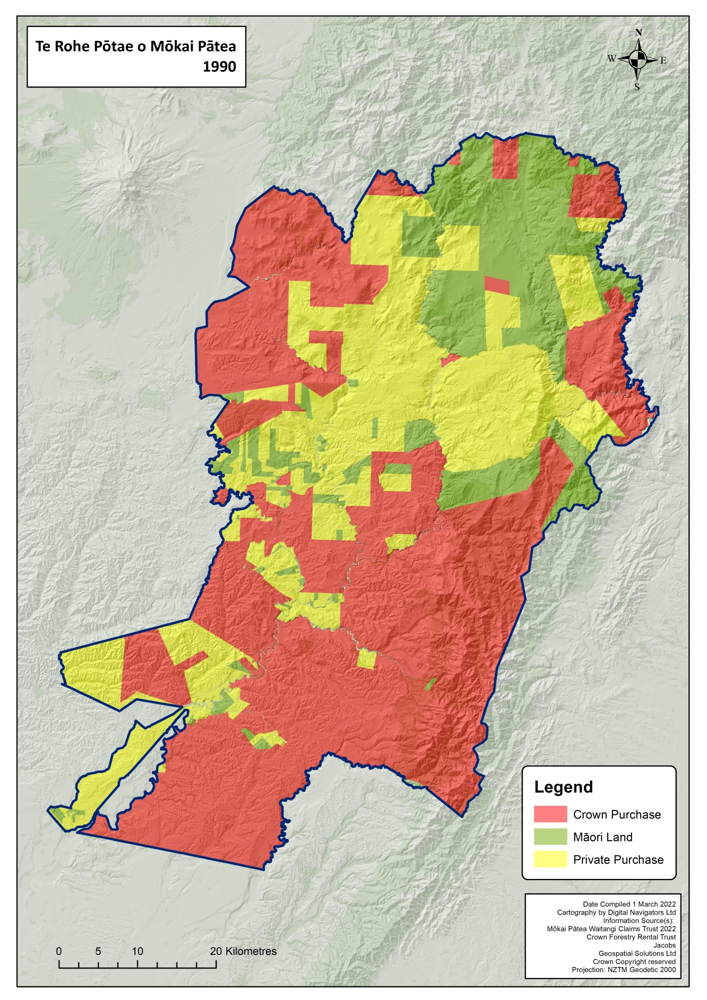 Te Rohe Pōtae o Mōkai Pātea
1990
N
W
E
S
Legend
Crown Purchase
Māori Land
Private Purchase
Date Compiled 1 March 2022
Cartography by Digital Navigators Ltd
Information Source(s):
Mōkai Pātea Waitangi Claims Trust 2022
Crown Forestry Rental Trust
Jacobs
Geospatial Solutions Ltd
Crown Copyright reserved
Projection: NZTM Geodetic 2000
0 5 10 20 Kilometres